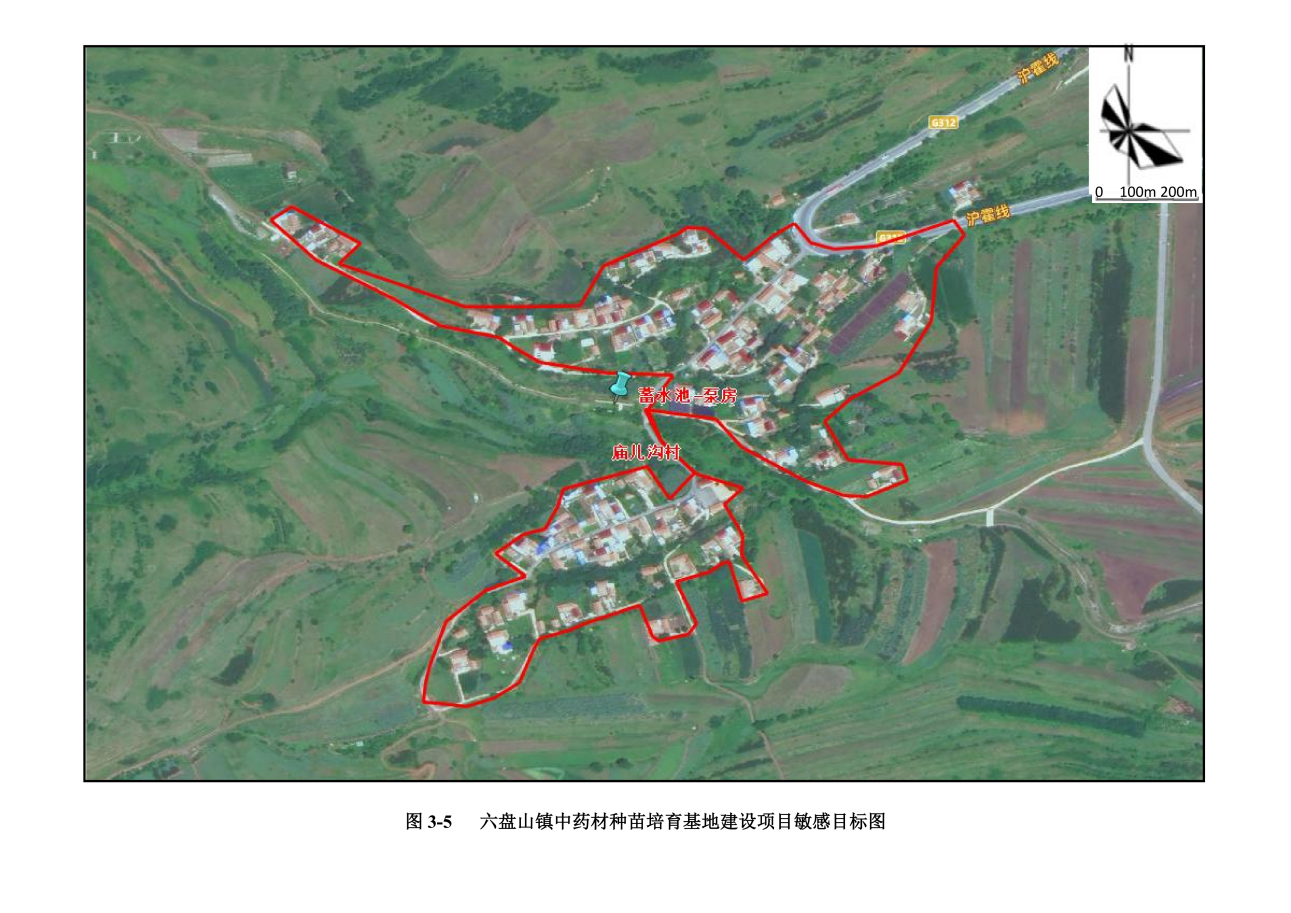 沪霍线
N
G312
0 100m 200m
沪霍线
G312
蓄水池-泵房
庙儿沟村
图 3-5 六盘山镇中药材种苗培育基地建设项目敏感目标图